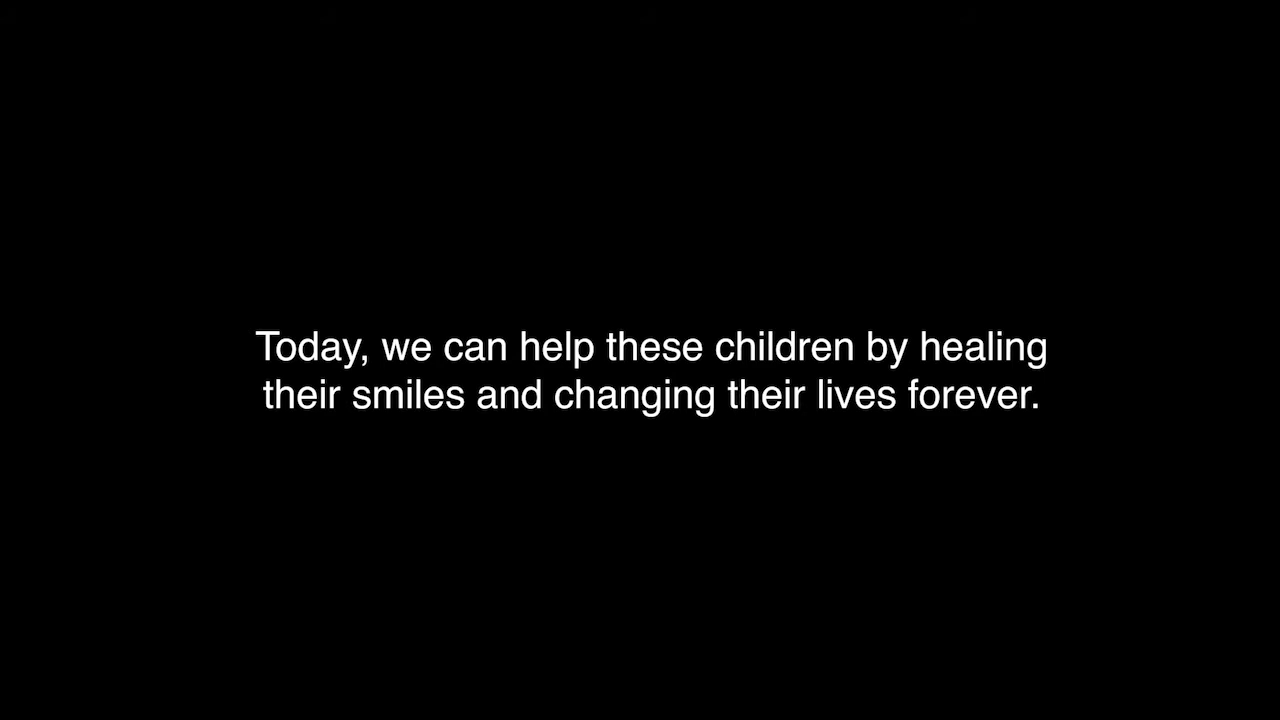 Today, we can help these children by healing
their smiles and changing their lives forever.